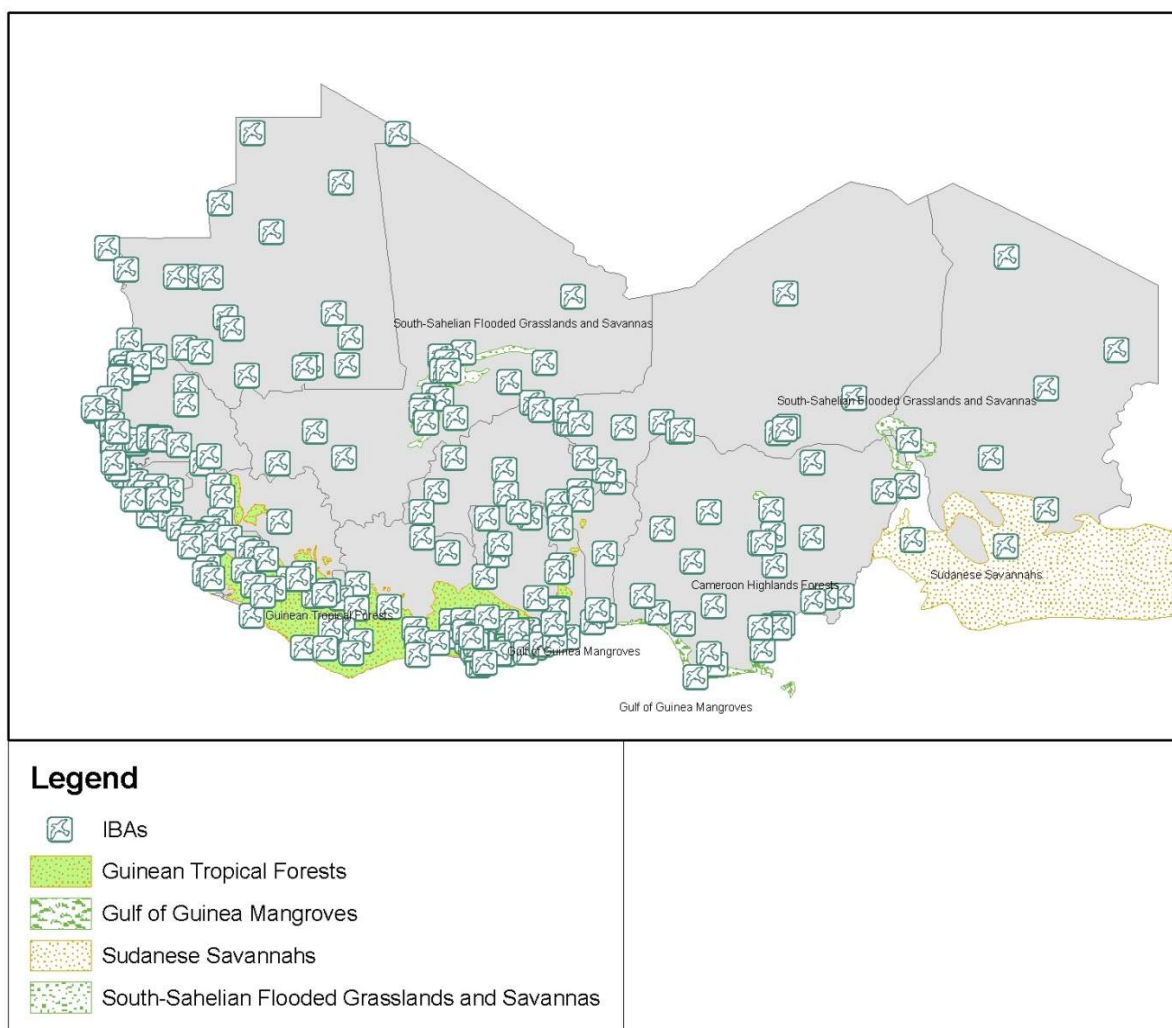 South-Sahelian Flooded Grasslands and Savannas
South-Sahelian Flooded Grasslands and Savannas
Cameroon Highlands Forests
Sudanese Savannahs
Guinean Tropical Forests
Gulf of Guinea Mangroves
Gulf of Guinea Mangroves
Legend
IBAs
Guinean Tropical Forests
Gulf of Guinea Mangroves
Sudanese Savannahs
South-Sahelian Flooded Grasslands and Savannas